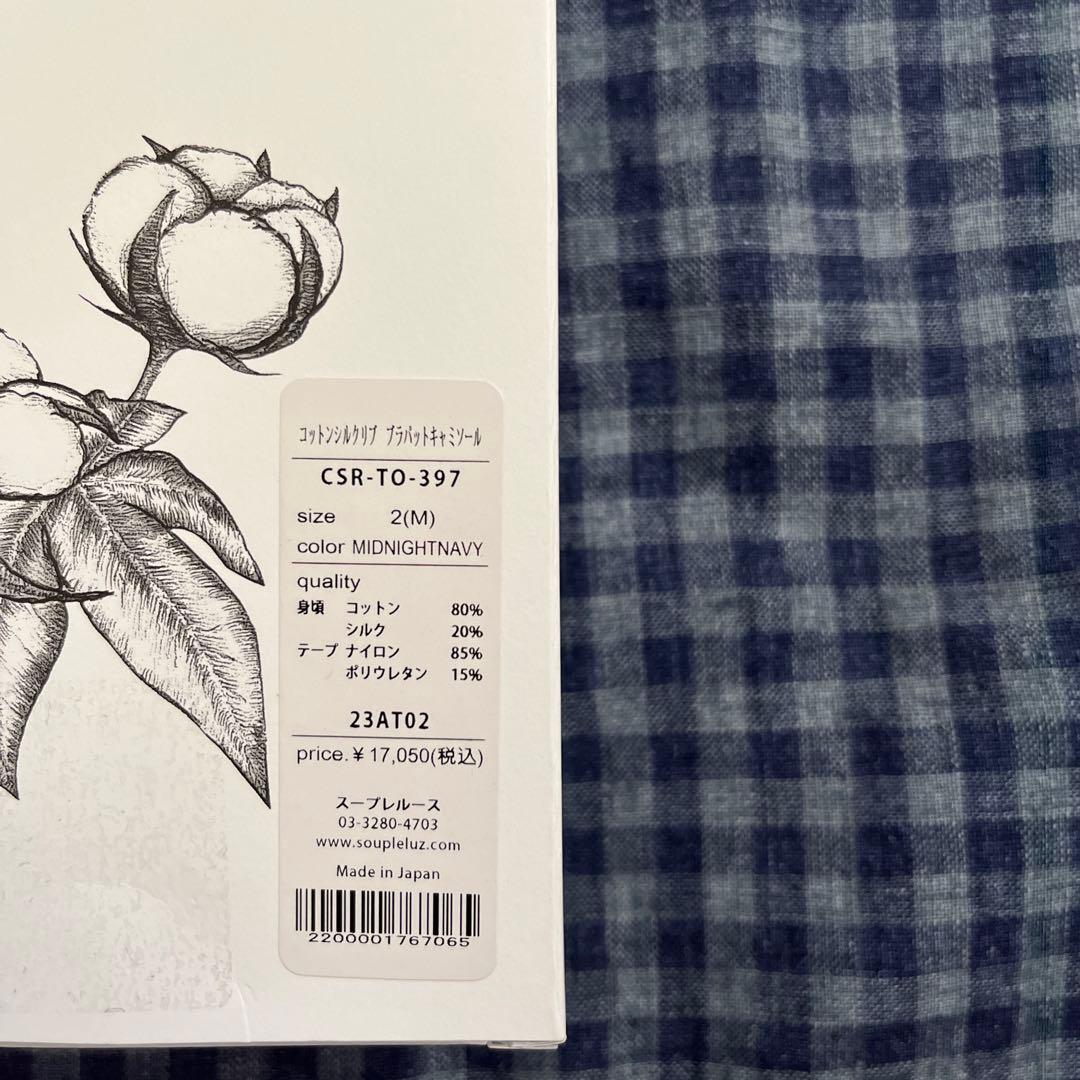 コットンシルクリブ ブラパットキャミソール
CSR-TO-397
size 2(M)
color MIDNIGHTNAVY
quality
身頃 コットン 80%
シルク 20%
テープ ナイロン 85%
ポリウレタン 15%
23AT02
price.¥17,050(税込)
スープレルース
03-3280-4703
www.soupleluz.com
Made in Japan
2200001767065